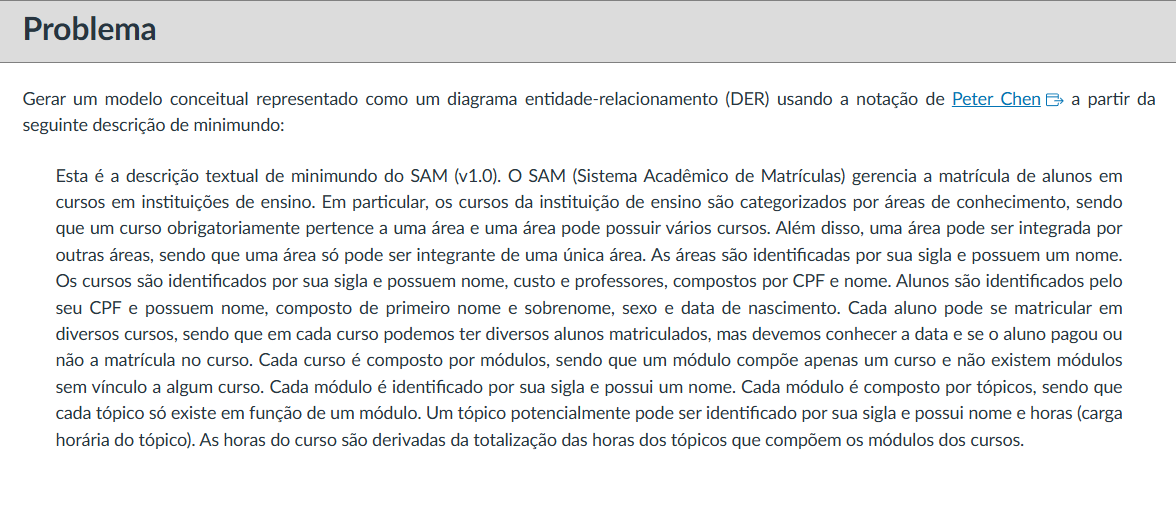 Problema
Gerar um modelo conceitual representado como um diagrama entidade-relacionamento (DER) usando a notação de Peter Chen a partir da
seguinte descrição de minimundo:
Esta é a descrição textual de minimundo do SAM (v1.0). O SAM (Sistema Acadêmico de Matrículas) gerencia a matrícula de alunos em
cursos em instituições de ensino. Em particular, os cursos da instituição de ensino são categorizados por áreas de conhecimento, sendo
que um curso obrigatoriamente pertence a uma área e uma área pode possuir vários cursos. Além disso, uma área pode ser integrada por
outras áreas, sendo que uma área só pode ser integrante de uma única área. As áreas são identificadas por sua sigla e possuem um nome.
Os cursos são identificados por sua sigla e possuem nome, custo e professores, compostos por CPF e nome. Alunos são identificados pelo
seu CPF e possuem nome, composto de primeiro nome e sobrenome, sexo e data de nascimento. Cada aluno pode se matricular em
diversos cursos, sendo que em cada curso podemos ter diversos alunos matriculados, mas devemos conhecer a data e se o aluno pagou ou
não a matrícula no curso. Cada curso é composto por módulos, sendo que um módulo compõe apenas um curso e não existem módulos
sem vínculo a algum curso. Cada módulo é identificado por sua sigla e possui um nome. Cada módulo é composto por tópicos, sendo que
cada tópico só existe em função de um módulo. Um tópico potencialmente pode ser identificado por sua sigla e possui nome e horas (carga
horária do tópico). As horas do curso são derivadas da totalização das horas dos tópicos que compõem os módulos dos cursos.